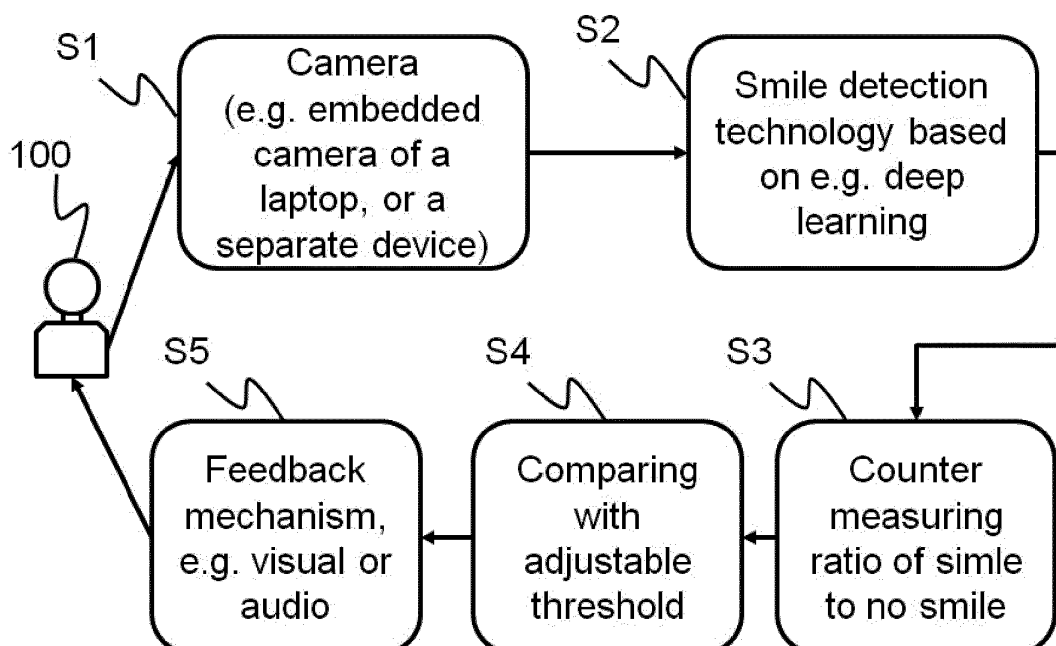 S1
Camera
(e.g. embedded
camera of a
laptop, or a
separate device)
S2
Smile detection
technology based
on e.g. deep
learning
100
S5
Feedback
mechanism,
e.g. visual or
audio
S4
Comparing
with
adjustable
threshold
S3
Counter
measuring
ratio of simle
to no smile